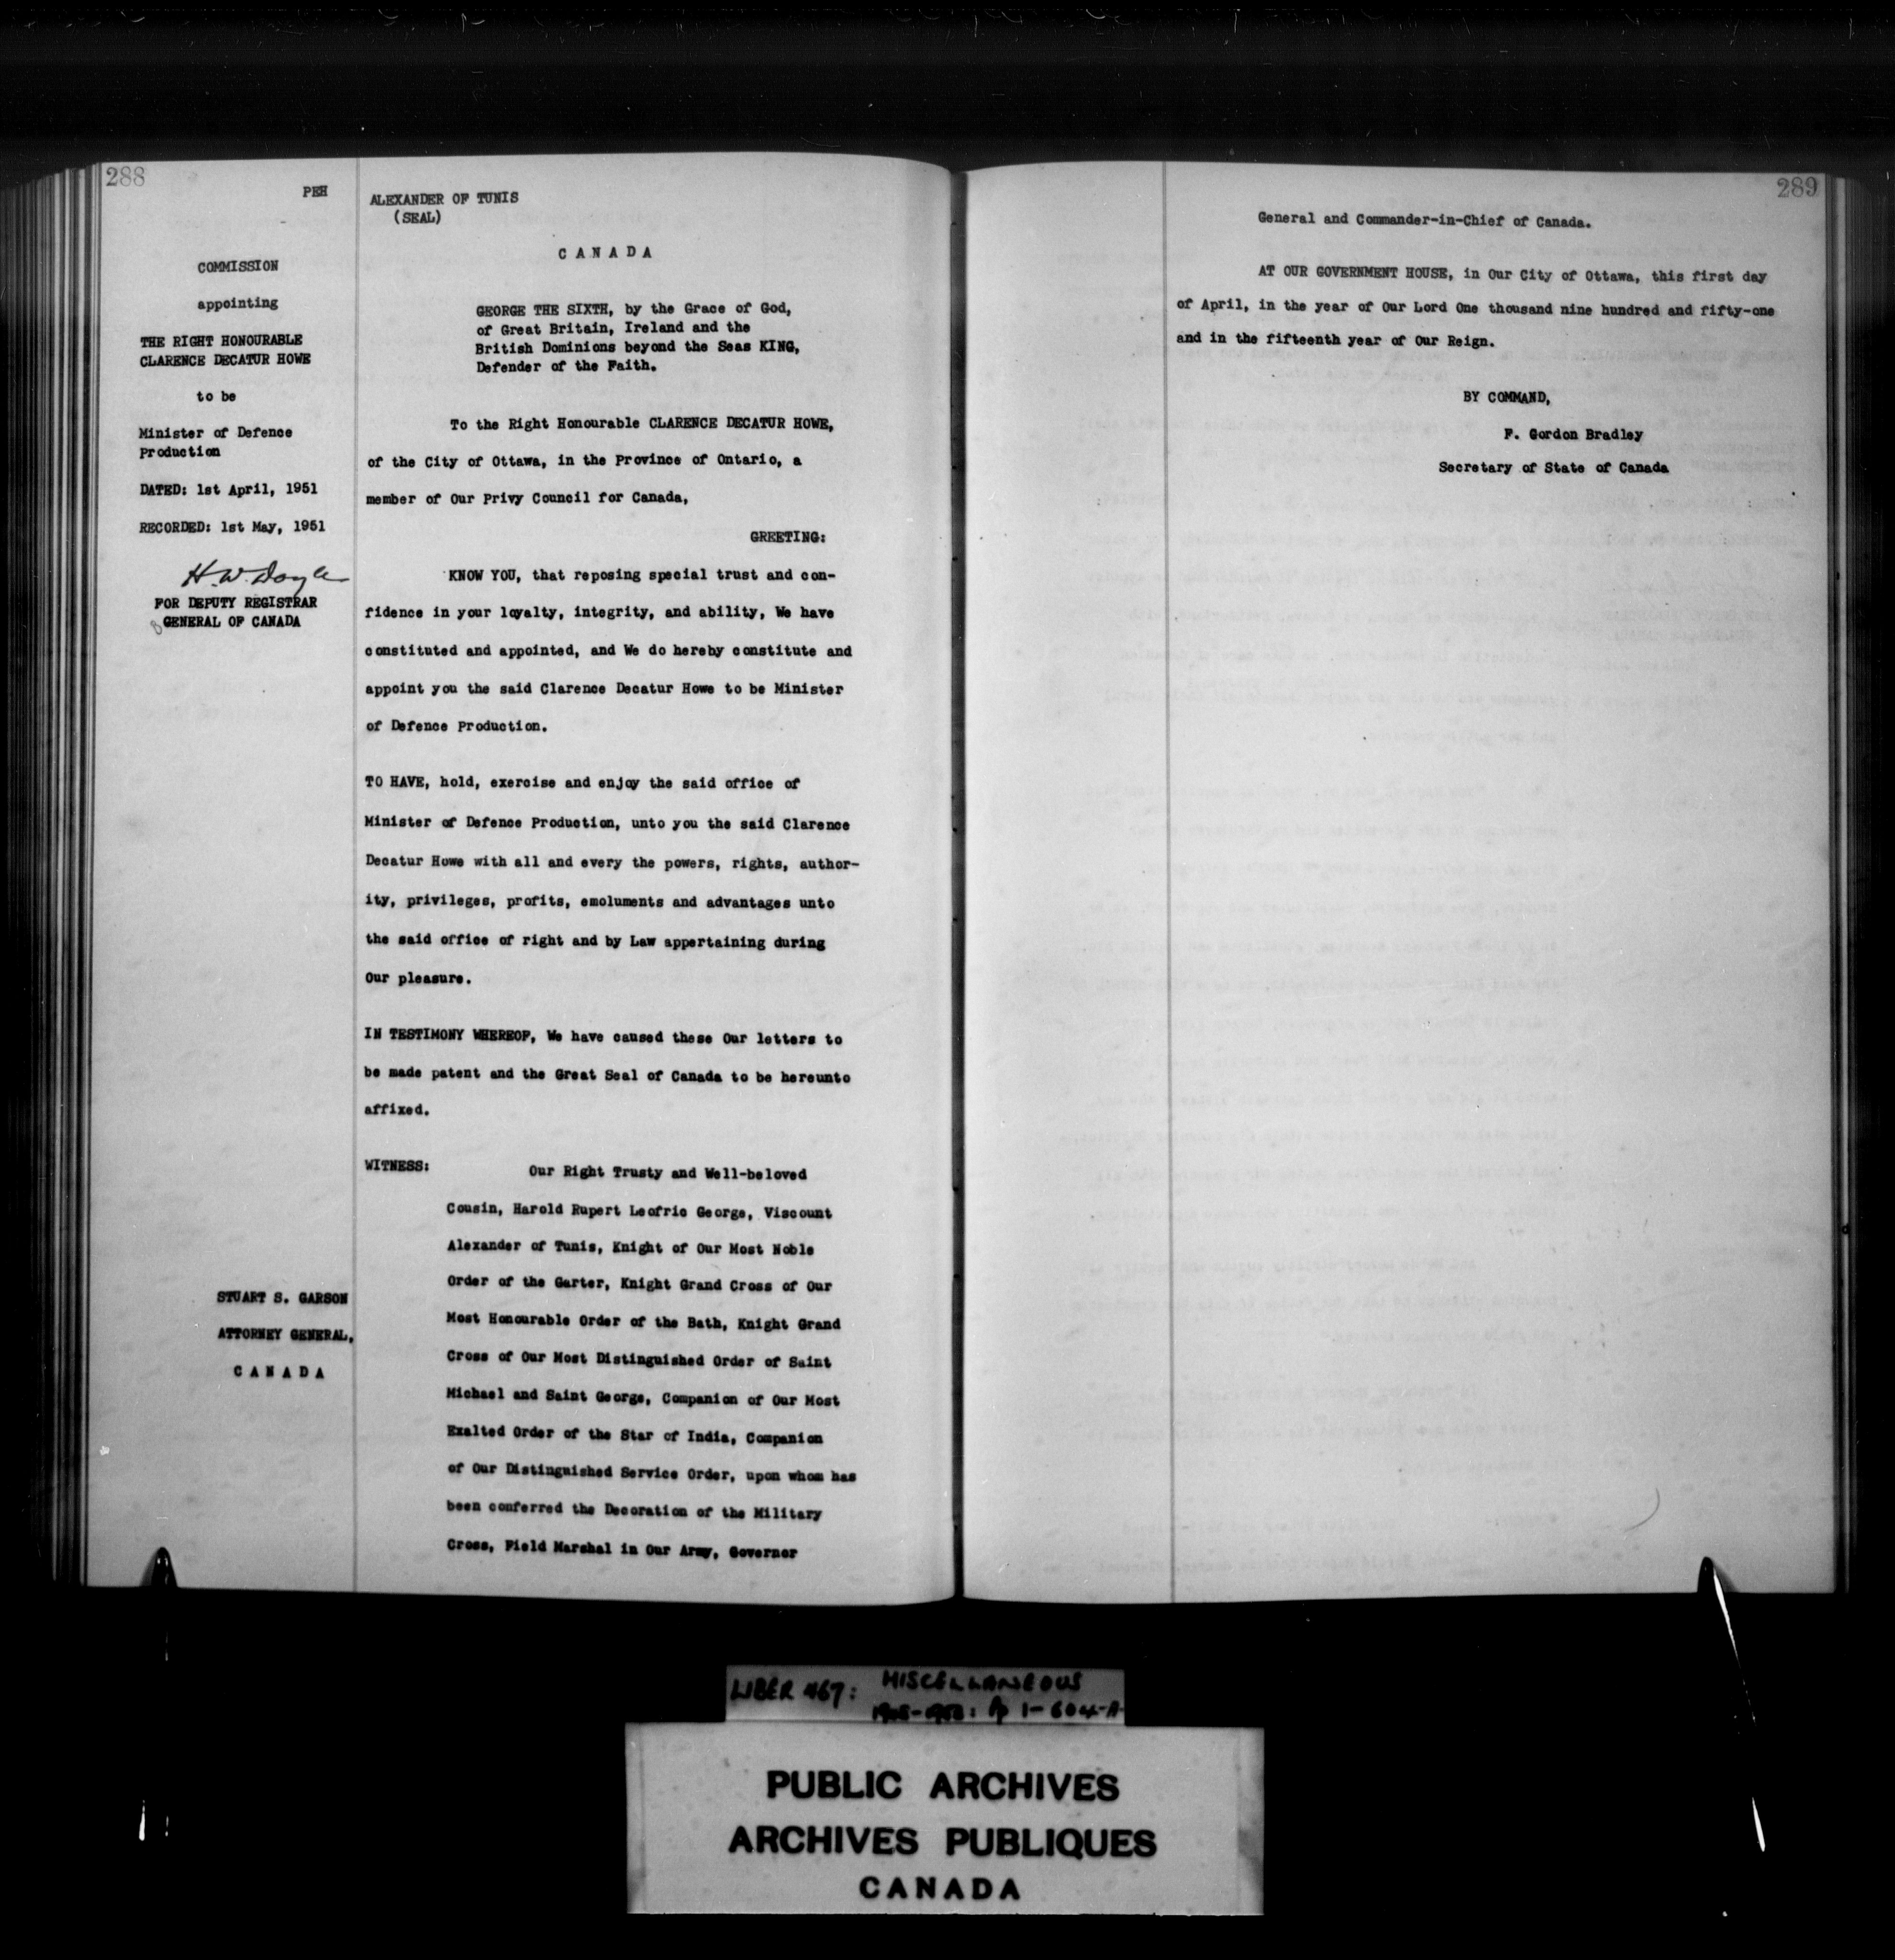 288
PEH
COMMISSION
appointing
THE RIGHT HONOURABLE
CLARENCE DECATUR HOWE
to be
Minister of Defence
Production
DATED: 1st April, 1951
RECORDED: 1st May, 1951
H.W. Doyle
FOR DEPUTY REGISTRAR
GENERAL OF CANADA
STUART S. GARSON
ATTORNEY GENERAL,
C A N A D A
ALEXANDER OF TUNIS
(SEAL)
C A N A D A
GEORGE THE SIXTH, by the Grace of God,
of Great Britain, Ireland and the
British Dominions beyond the Seas KING,
Defender of the Faith.
To the Right Honourable CLARENCE DECATUR HOWE,
of the City of Ottawa, in the Province of Ontario, a
member of Our Privy Council for Canada,
GREETING:
KNOW YOU, that reposing special trust and con-
fidence in your loyalty, integrity, and ability, We have
constituted and appointed, and We do hereby constitute and
appoint you the said Clarence Decatur Howe to be Minister
of Defence Production.
TO HAVE, hold, exercise and enjoy the said office of
Minister of Defence Production, unto you the said Clarence
Decatur Howe with all and every the powers, rights, author-
ity, privileges, profits, emoluments and advantages unto
the said office of right and by Law appertaining during
Our pleasure.
IN TESTIMONY WHEREOF, We have caused these Our letters to
be made patent and the Great Seal of Canada to be hereunto
affixed.
WITNESS: Our Right Trusty and Well-beloved
Cousin, Harold Rupert Leofric George, Viscount
Alexander of Tunis, Knight of Our Most Noble
Order of the Garter, Knight Grand Cross of Our
Most Honourable Order of the Bath, Knight Grand
Cross of Our Most Distinguished Order of Saint
Michael and Saint George, Companion of Our Most
Exalted Order of the Star of India, Companion
of Our Distinguished Service Order, upon whom has
been conferred the Decoration of the Military
Cross, Field Marshal in Our Army, Governor
289
General and Commander-in-Chief of Canada.
AT OUR GOVERNMENT HOUSE, in Our City of Ottawa, this first day
of April, in the year of Our Lord One thousand nine hundred and fifty-one
and in the fifteenth year of Our Reign.
BY COMMAND,
F. Gordon Bradley
Secretary of State of Canada
LIBER 467: MISCELLANEOUS
1-604-A
PUBLIC ARCHIVES
ARCHIVES PUBLIQUES
CANADA